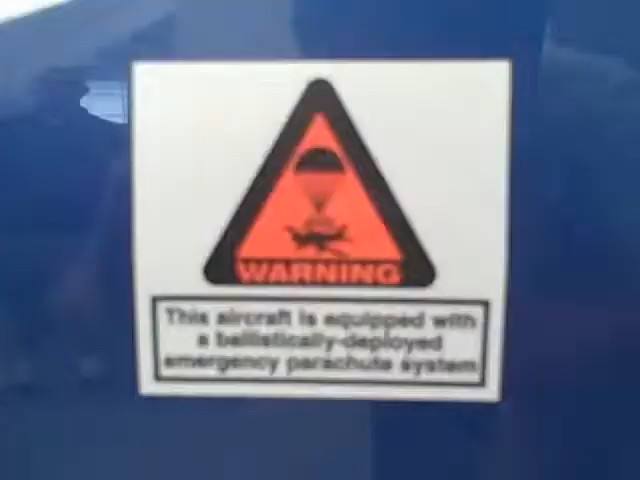 WARNING
This aircraft is equipped with
a ballistically-deployed
emergency parachute system